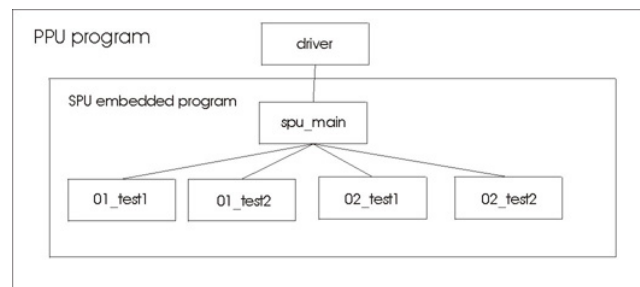 PPU program
driver
SPU embedded program
spu_main
01_test1
01_test2
02_test1
02_test2